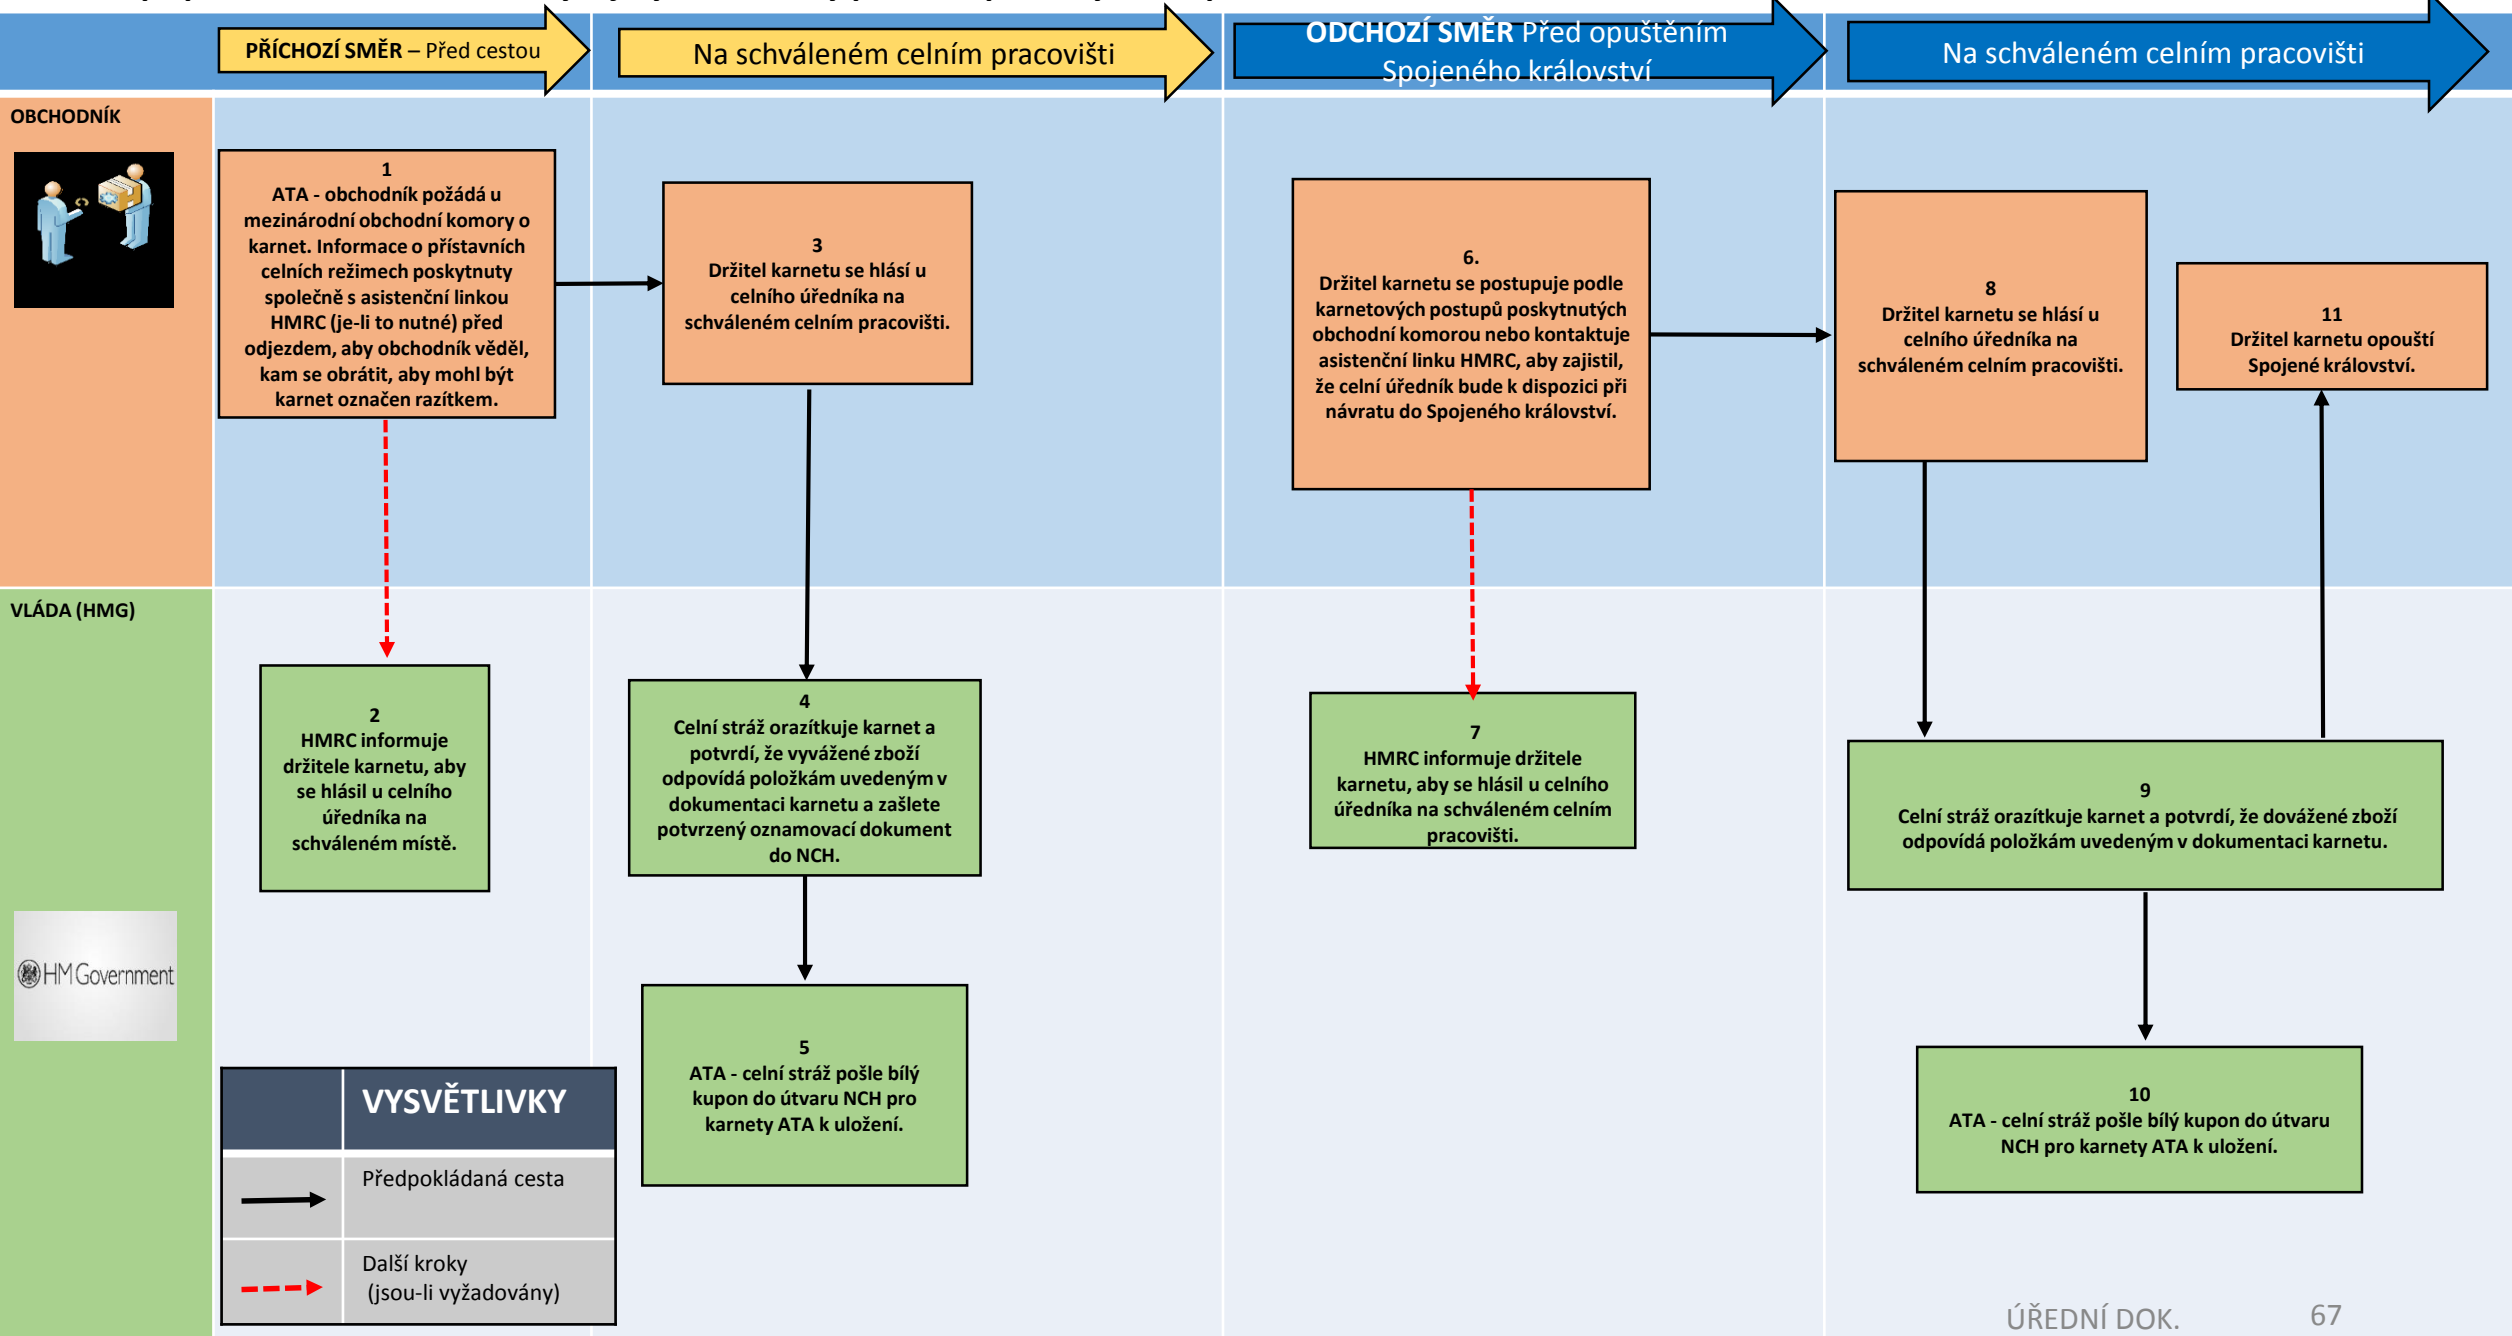 PŘÍCHOZÍ SMĚR – Před cestou
Na schváleném celním pracovišti
ODCHOZÍ SMĚR Před opuštěním
Spojeného království
Na schváleném celním pracovišti
OBCHODNÍK
1
ATA - obchodník požádá u
mezinárodní obchodní komory o
karnet. Informace o přístavních
celních režimech poskytnuty
společně s asistenční linkou
HMRC (je-li to nutné) před
odjezdem, aby obchodník věděl,
kam se obrátit, aby mohl být
karnet označen razítkem.
3
Držitel karnetu se hlásí u
celního úředníka na
schváleném celním pracovišti.
6.
Držitel karnetu se postupuje podle
karnetových postupů poskytnutých
obchodní komorou nebo kontaktuje
asistenční linku HMRC, aby zajistil,
že celní úředník bude k dispozici při
návratu do Spojeného království.
8
Držitel karnetu se hlásí u
celního úředníka na
schváleném celním pracovišti.
11
Držitel karnetu opouští
Spojené království.
VLÁDA (HMG)
2
HMRC informuje
držitele karnetu, aby
se hlásil u celního
úředníka na
schváleném místě.
4
Celní stráž orazítkuje karnet a
potvrdí, že vyvážené zboží
odpovídá položkám uvedeným v
dokumentaci karnetu a zašlete
potvrzený oznamovací dokument
do NCH.
7
HMRC informuje držitele
karnetu, aby se hlásil u celního
úředníka na schváleném celním
pracovišti.
9
Celní stráž orazítkuje karnet a potvrdí, že dovážené zboží
odpovídá položkám uvedeným v dokumentaci karnetu.
HM Government
5
ATA - celní stráž pošle bílý
kupon do útvaru NCH pro
karnety ATA k uložení.
10
ATA - celní stráž pošle bílý kupon do útvaru
NCH pro karnety ATA k uložení.
VYSVĚTLIVKY
Předpokládaná cesta
Další kroky
(jsou-li vyžadovány)
ÚŘEDNÍ DOK.
67